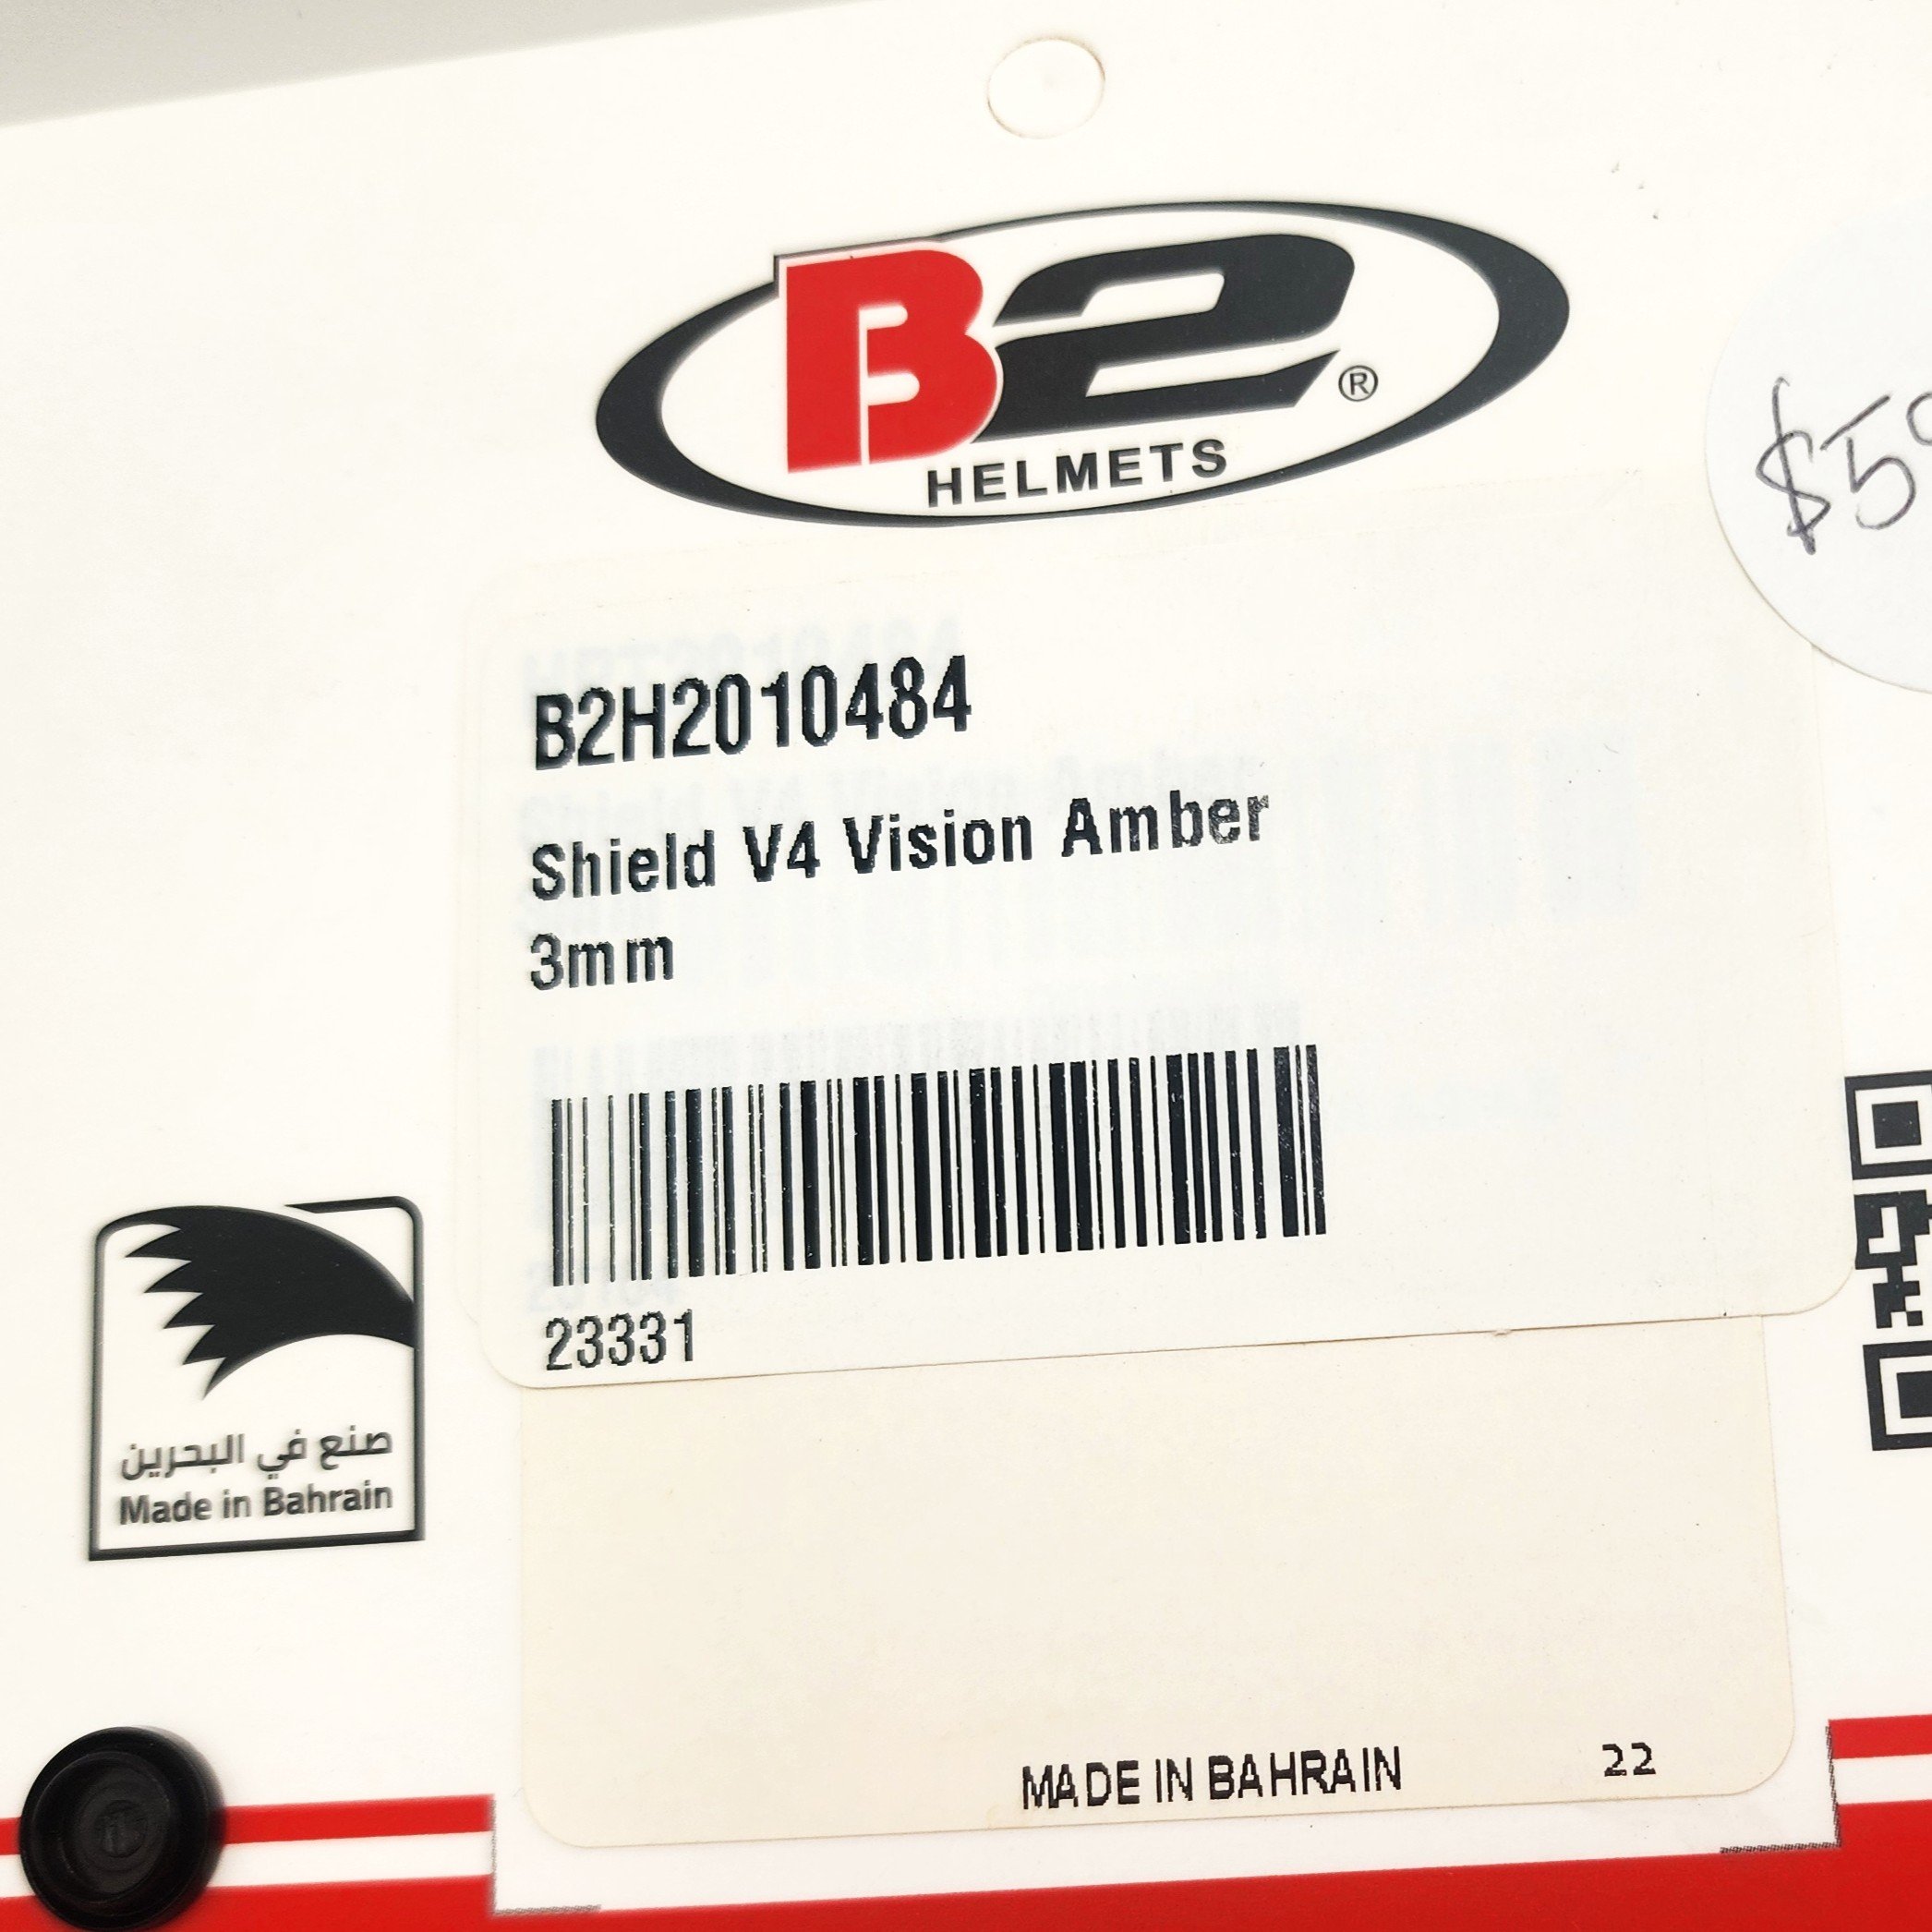 B2®
HELMETS
$59
B2H2010484
Shield V4 Vision Amber
3mm
23331
صنع في البحرين
Made in Bahrain
MADE IN BAHRAIN 22